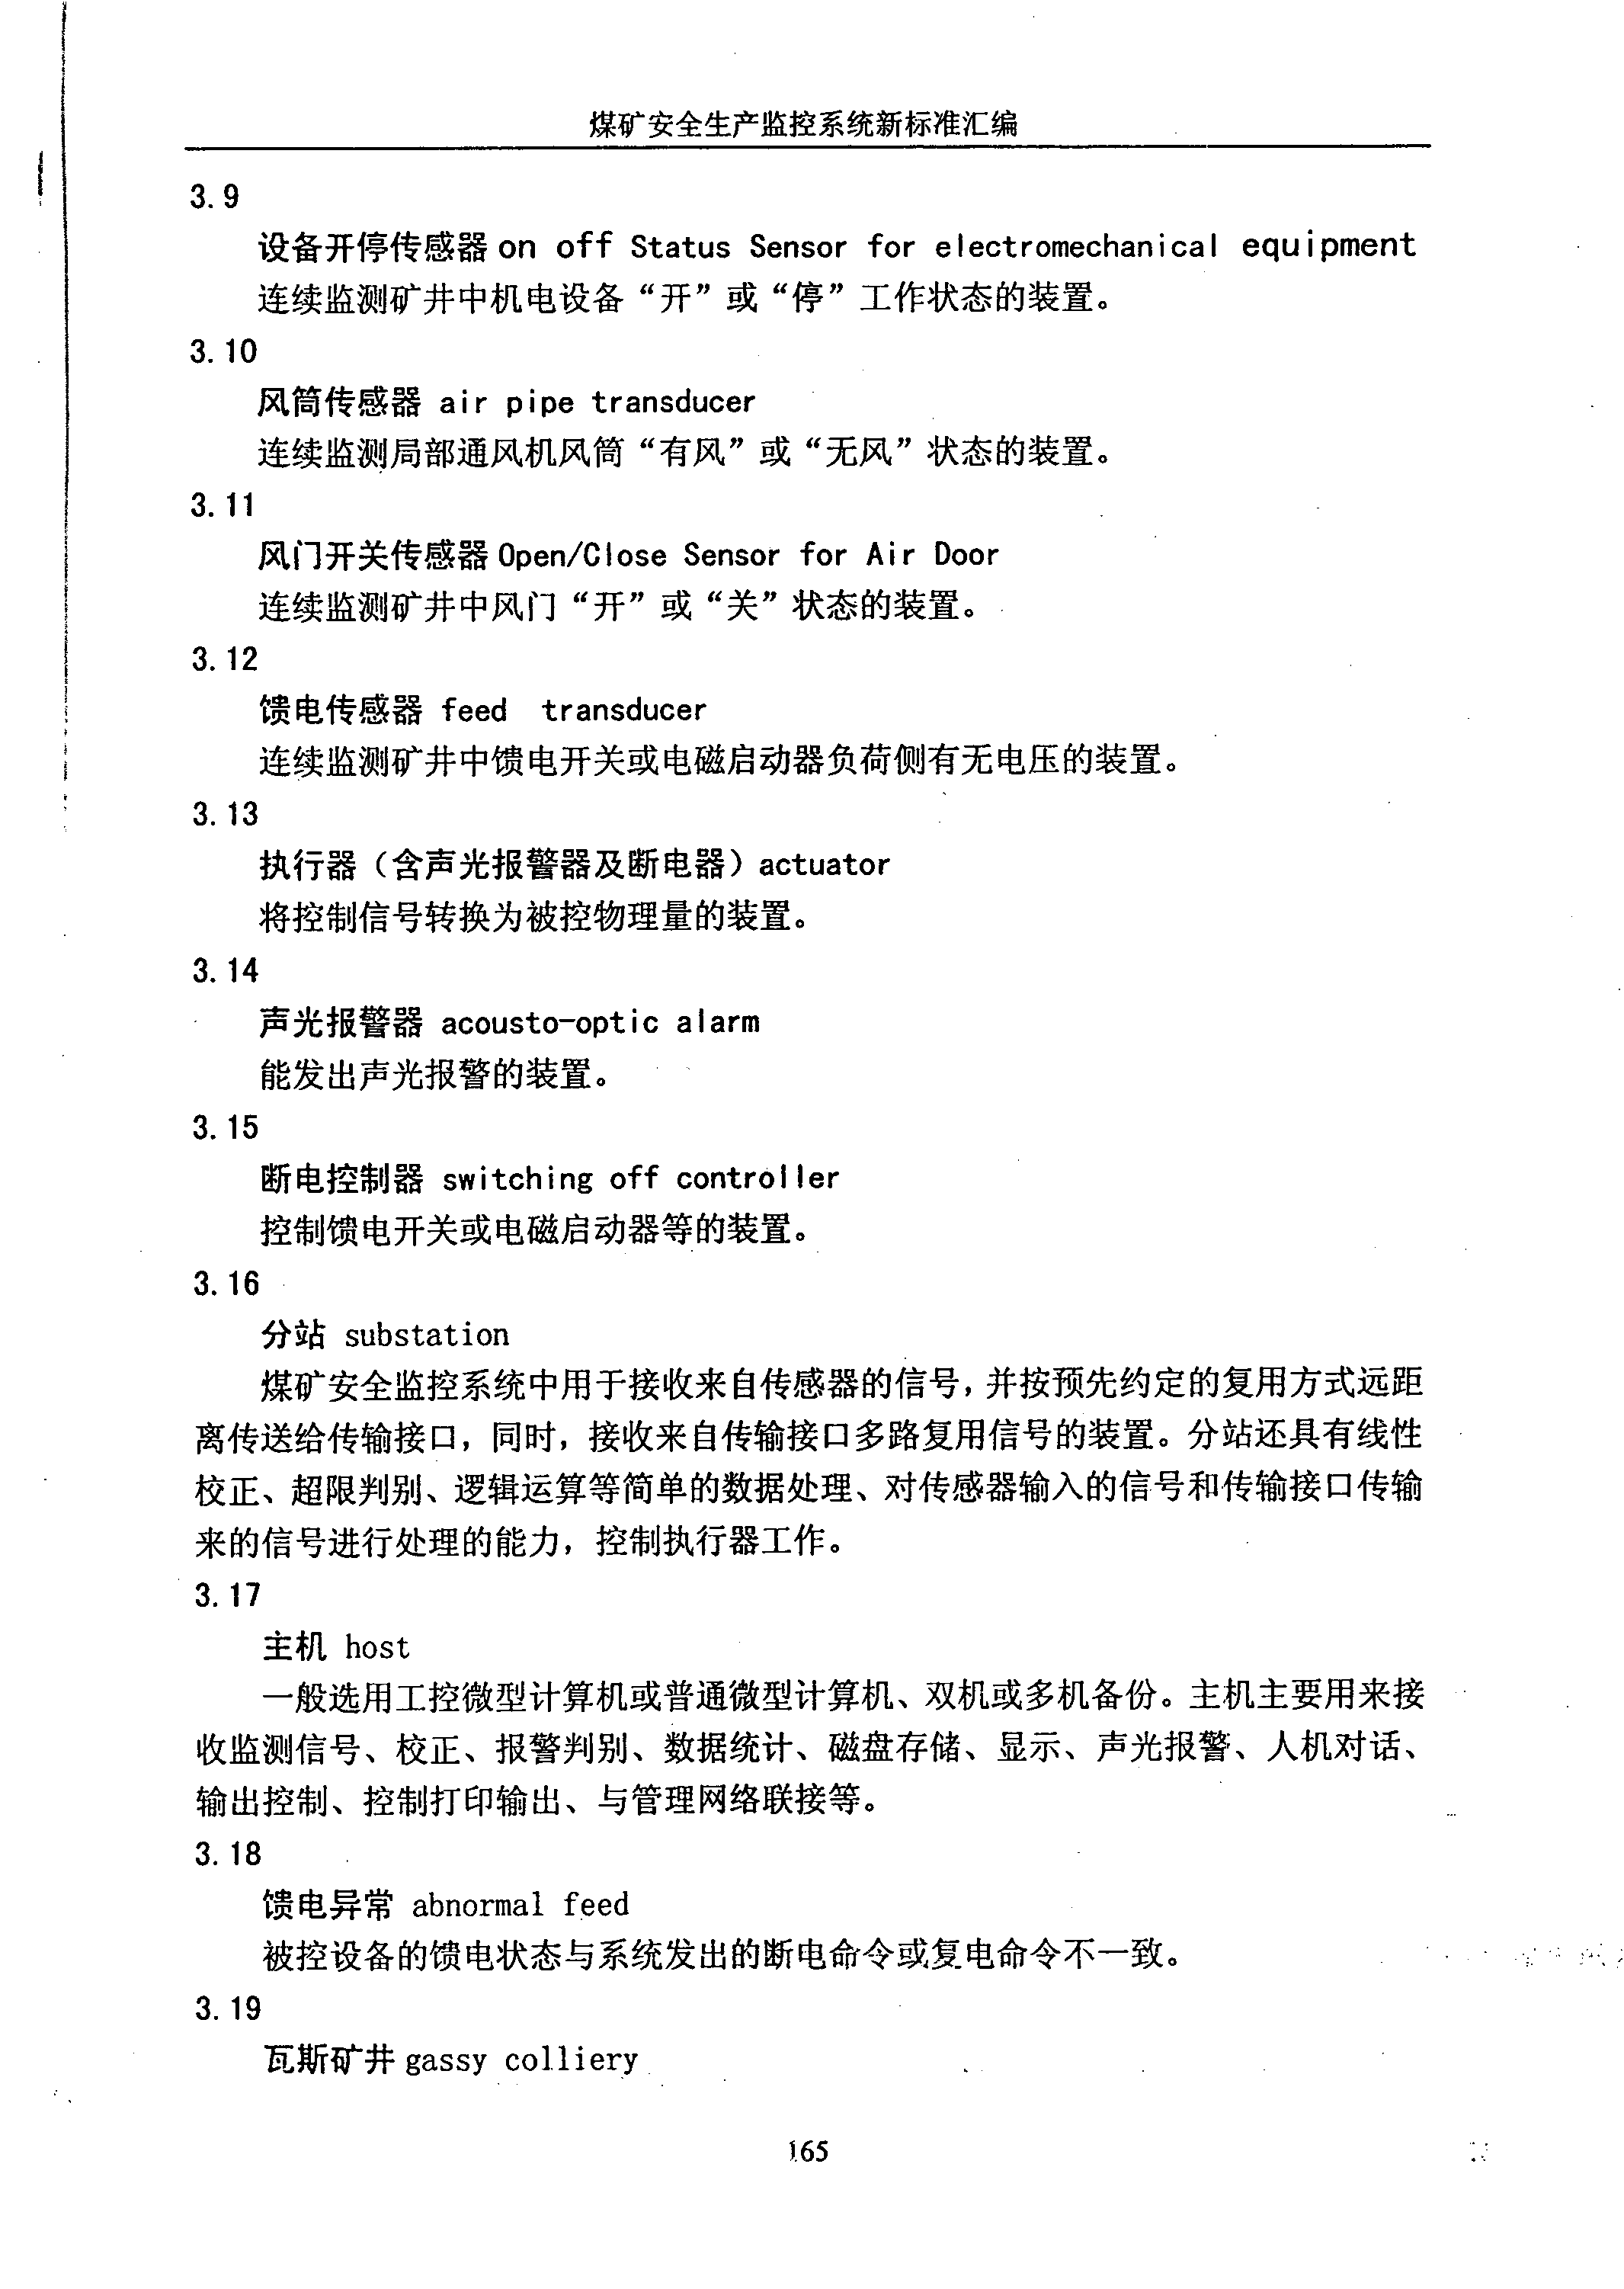 煤矿安全生产监控系统新标准汇编
3.9
设备开停传感器 on off Status Sensor for electromechanical equipment
连续监测矿井中机电设备“开”或“停”工作状态的装置。
3.10
风筒传感器 air pipe transducer
连续监测局部通风机风筒“有风”或“无风”状态的装置。
3.11
风门开关传感器 Open/Close Sensor for Air Door
连续监测矿井中风门“开”或“关”状态的装置。
3.12
馈电传感器 feed transducer
连续监测矿井中馈电开关或电磁启动器负荷侧有无电压的装置。
3.13
执行器（含声光报警器及断电器）actuator
将控制信号转换为被控物理量的装置。
3.14
声光报警器 acousto-optic alarm
能发出声光报警的装置。
3.15
断电控制器 switching off controller
控制馈电开关或电磁启动器等的装置。
3.16
分站 substation
煤矿安全监控系统中用于接收来自传感器的信号，并按预先约定的复用方式远距
离传送给传输接口，同时，接收来自传输接口多路复用信号的装置。分站还具有线性
校正、超限判别、逻辑运算等简单的数据处理、对传感器输入的信号和传输接口传输
来的信号进行处理的能力，控制执行器工作。
3.17
主机 host
一般选用工控微型计算机或普通微型计算机、双机或多机备份。主机主要用来接
收监测信号、校正、报警判别、数据统计、磁盘存储、显示、声光报警、人机对话、
输出控制、控制打印输出、与管理网络联接等。
3.18
馈电异常 abnormal feed
被控设备的馈电状态与系统发出的断电命令或复电命令不一致。
3.19
瓦斯矿井 gassy colliery
165